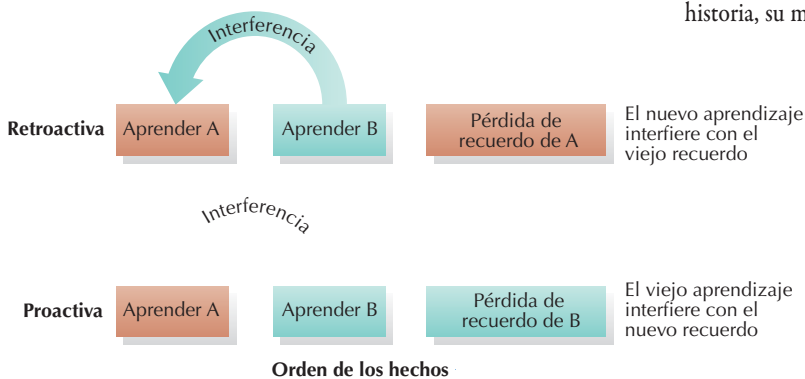 historia, su m
Interferencia
Retroactiva
Aprender A
Aprender B
Pérdida de
recuerdo de A
El nuevo aprendizaje
interfiere con el
viejo recuerdo
Interferencia
Proactiva
Aprender A
Aprender B
Pérdida de
recuerdo de B
El viejo aprendizaje
interfiere con el
nuevo recuerdo
Orden de los hechos